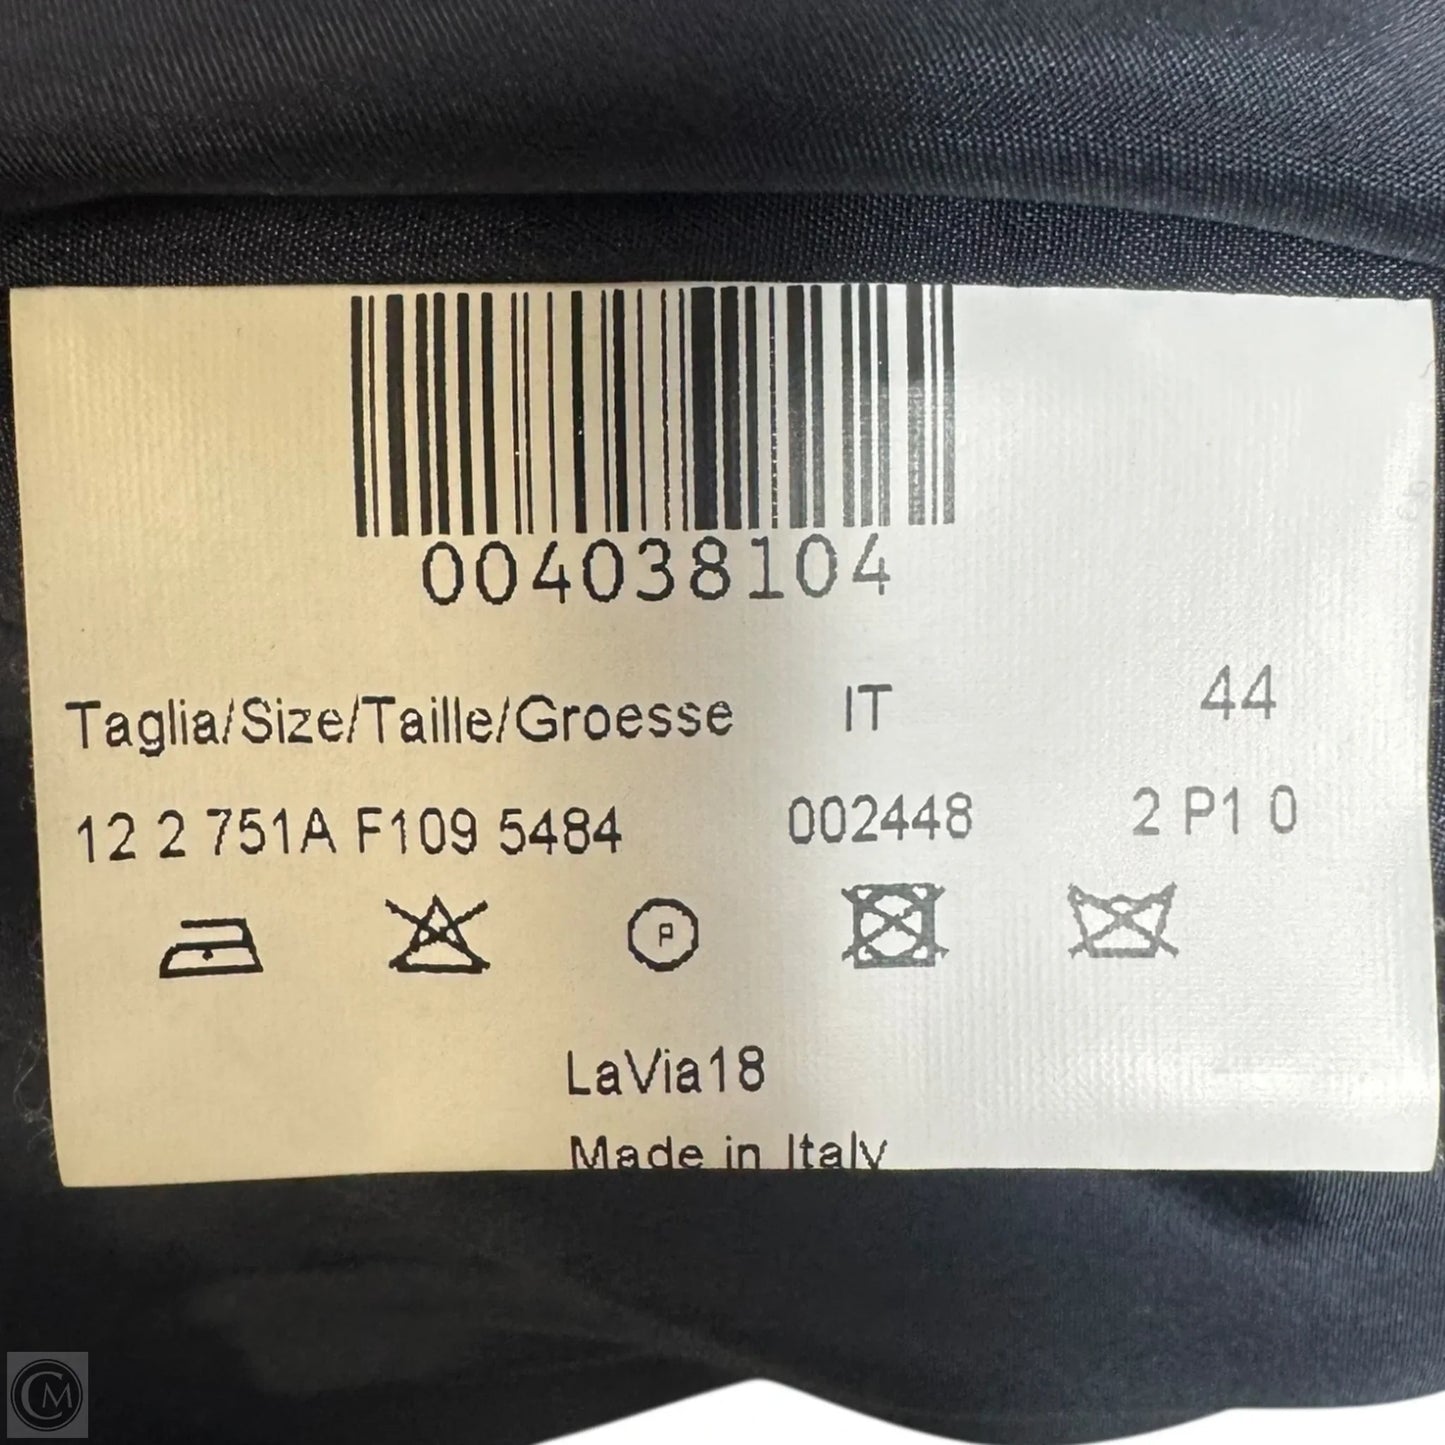 004038104
Taglia/Size/Taille/Groesse IT 44
12 2 751A F109 5484 002448 2 P1 0
P
LaVia18
Made in Italy
CM